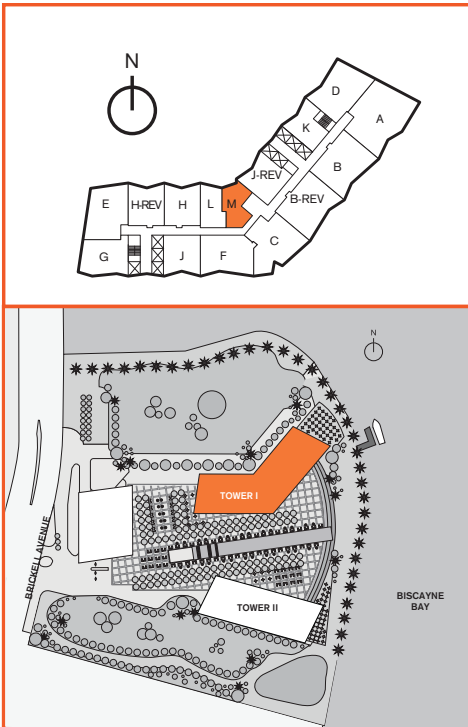 N
D
A
K
J-REV
B
E
H-REV
H
L
M
B-REV
G
J
F
C
N
TOWER I
BRICKELL AVENUE
TOWER II
BISCAYNE
BAY